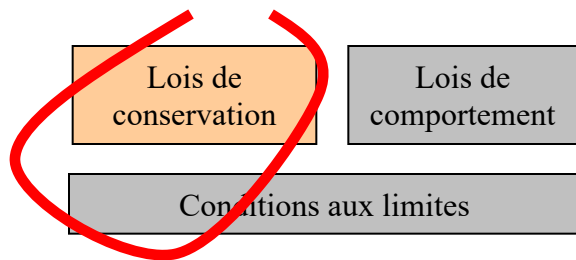 Lois de
conservation
Lois de
comportement
Conditions aux limites